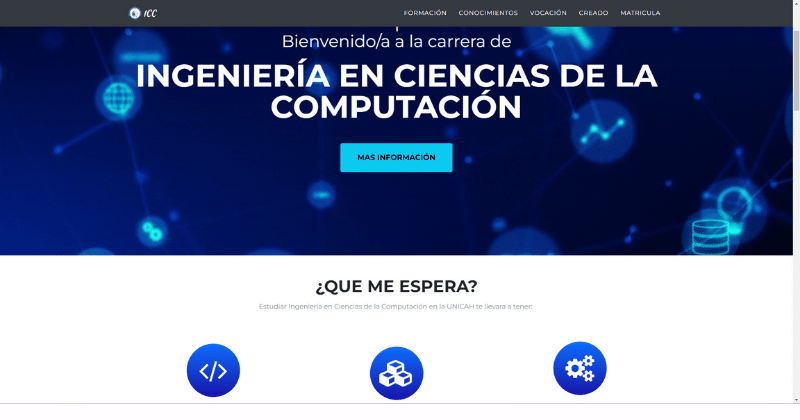 ICC
FORMACIÓN CONOCIMIENTOS VOCACIÓN CREADO MATRICULA
Bienvenido/a a la carrera de
INGENIERÍA EN CIENCIAS DE LA
COMPUTACIÓN
MAS INFORMACIÓN
¿QUE ME ESPERA?
Estudiar Ingeniería en Ciencias de la Computación en la UNICAH te llevara a tener: